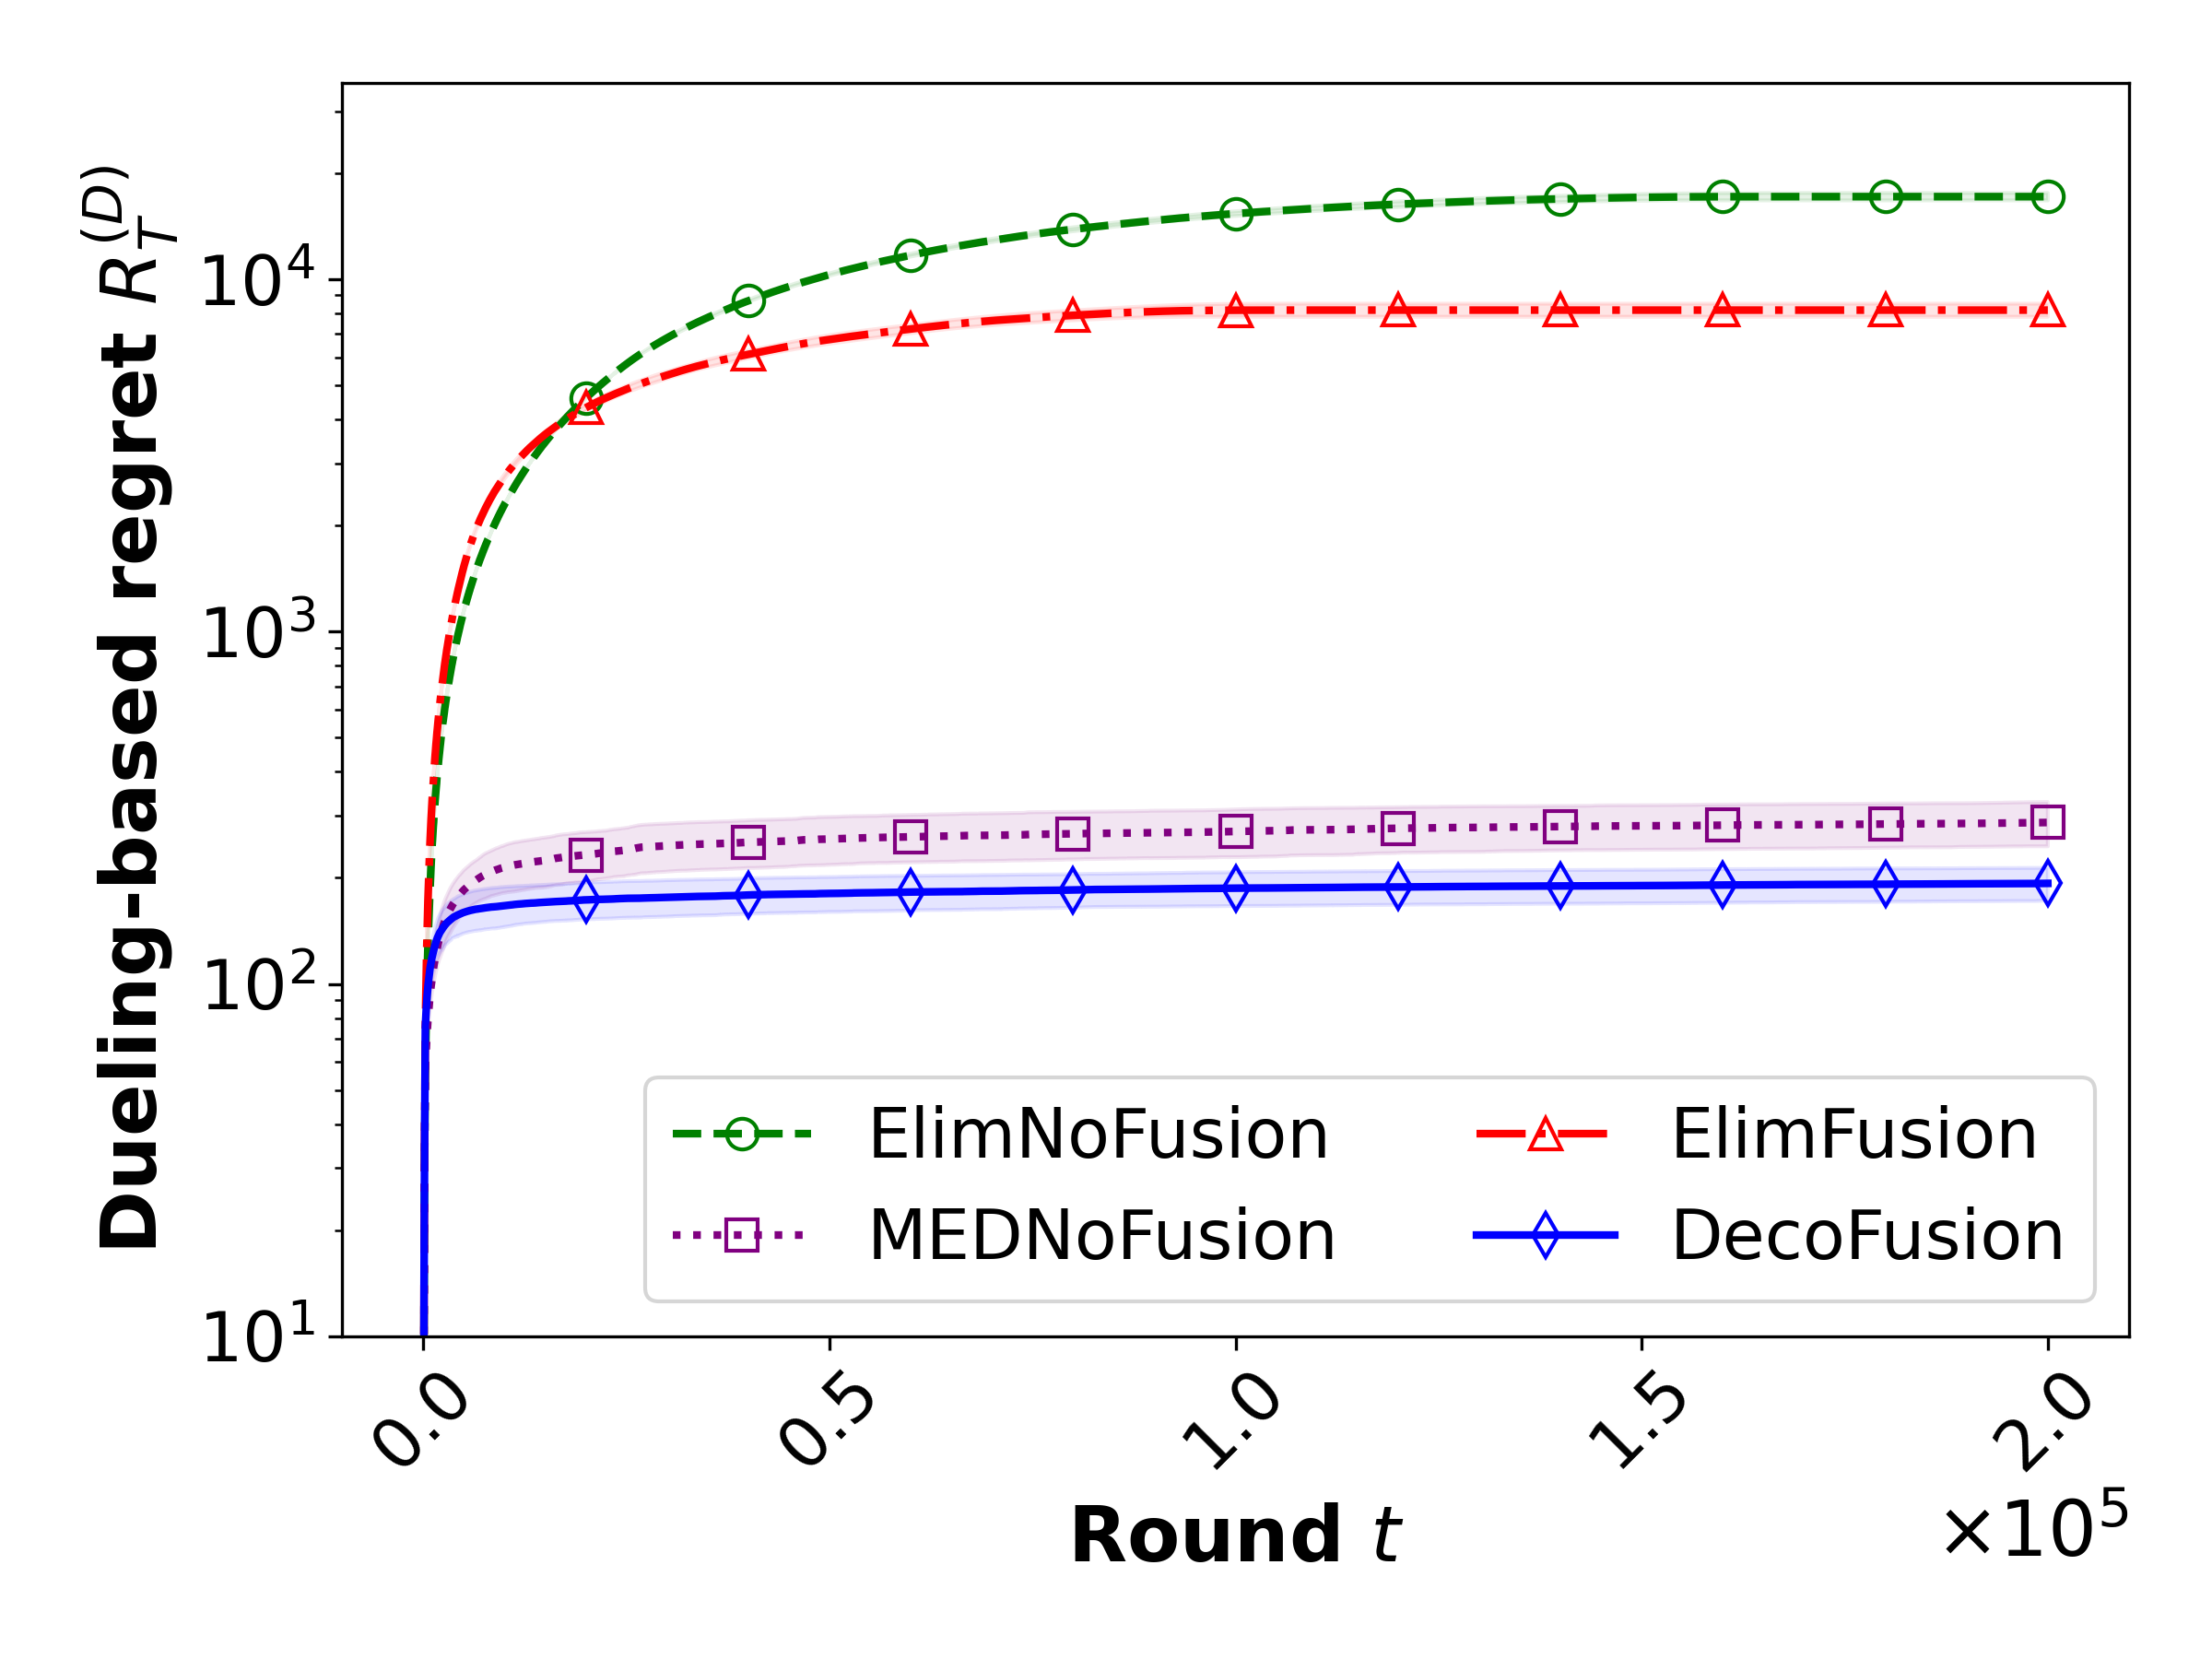 Dueling-based regret R_T^(D)
10^4
10^3
10^2
10^1
ElimNoFusion
ElimFusion
MEDNoFusion
DecoFusion
0.0
0.5
1.0
1.5
2.0
×10^5
Round t